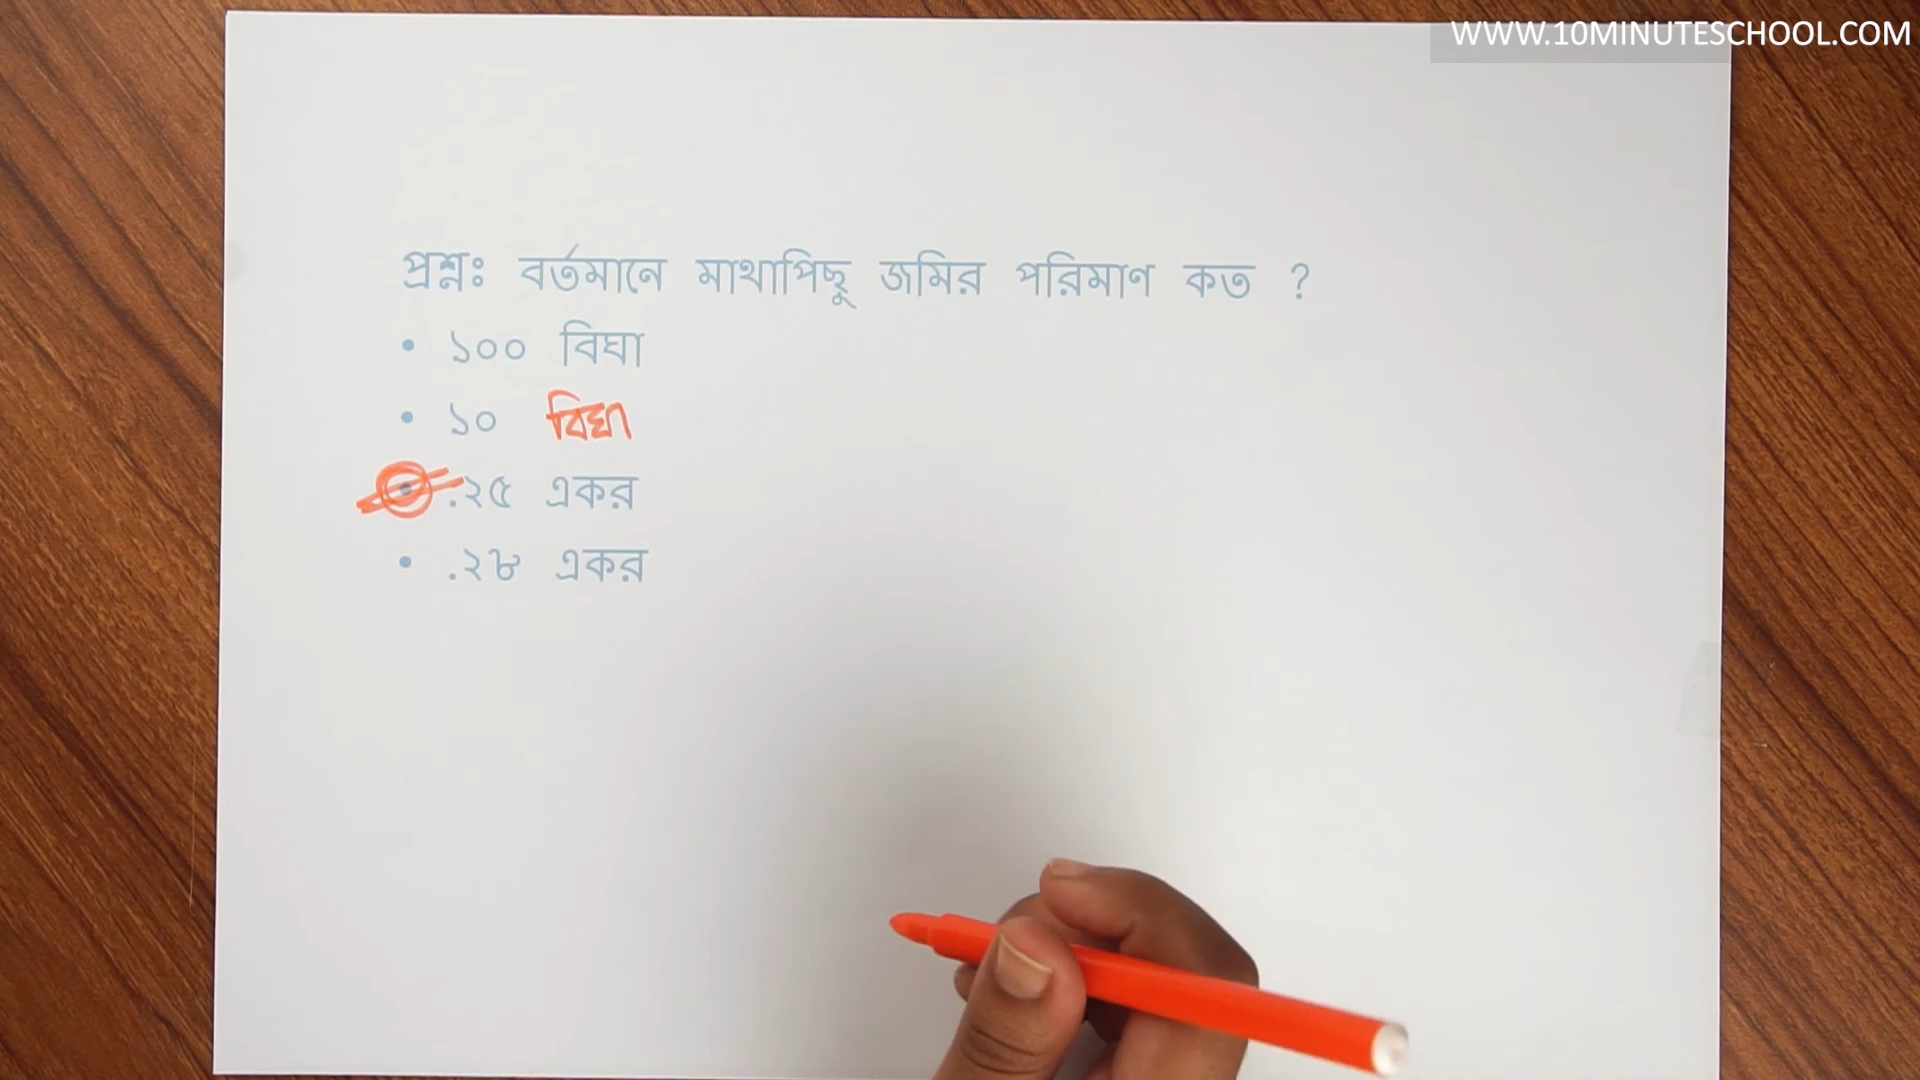 WWW.10MINUTESCHOOL.COM
প্রশ্নঃ বর্তমানে মাথাপিছু জমির পরিমাণ কত ?
• ১০০ বিঘা
• ১০ বিঘা
• .২৫ একর
• .২৮ একর